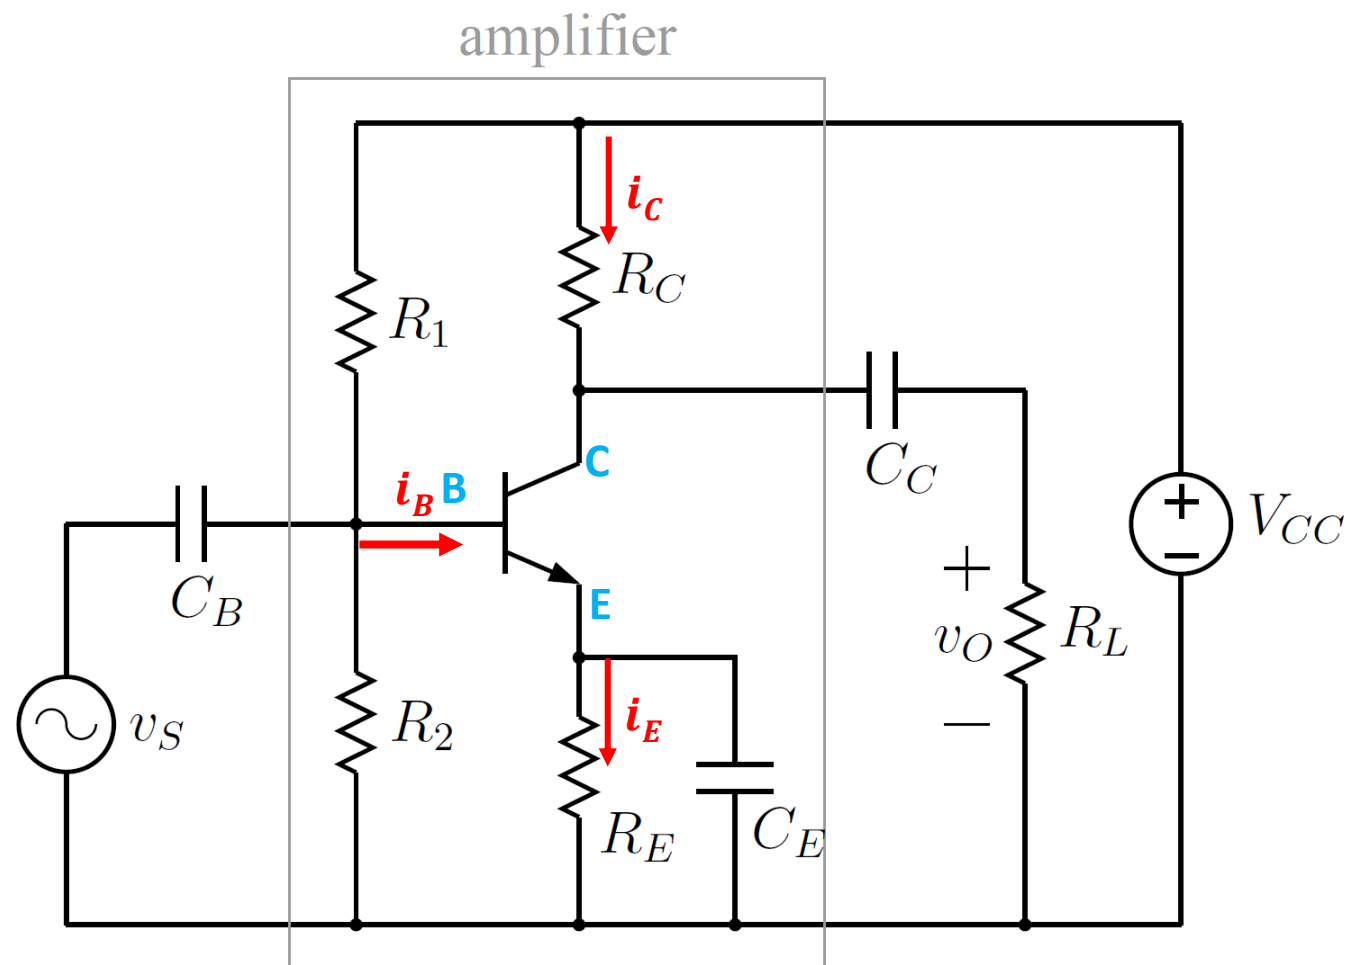 amplifier
i_C
R_C
R_1
C
i_B B
C_C
+
V_CC
C_B
+
E
v_O
R_L
v_S
R_2
i_E
R_E
C_E